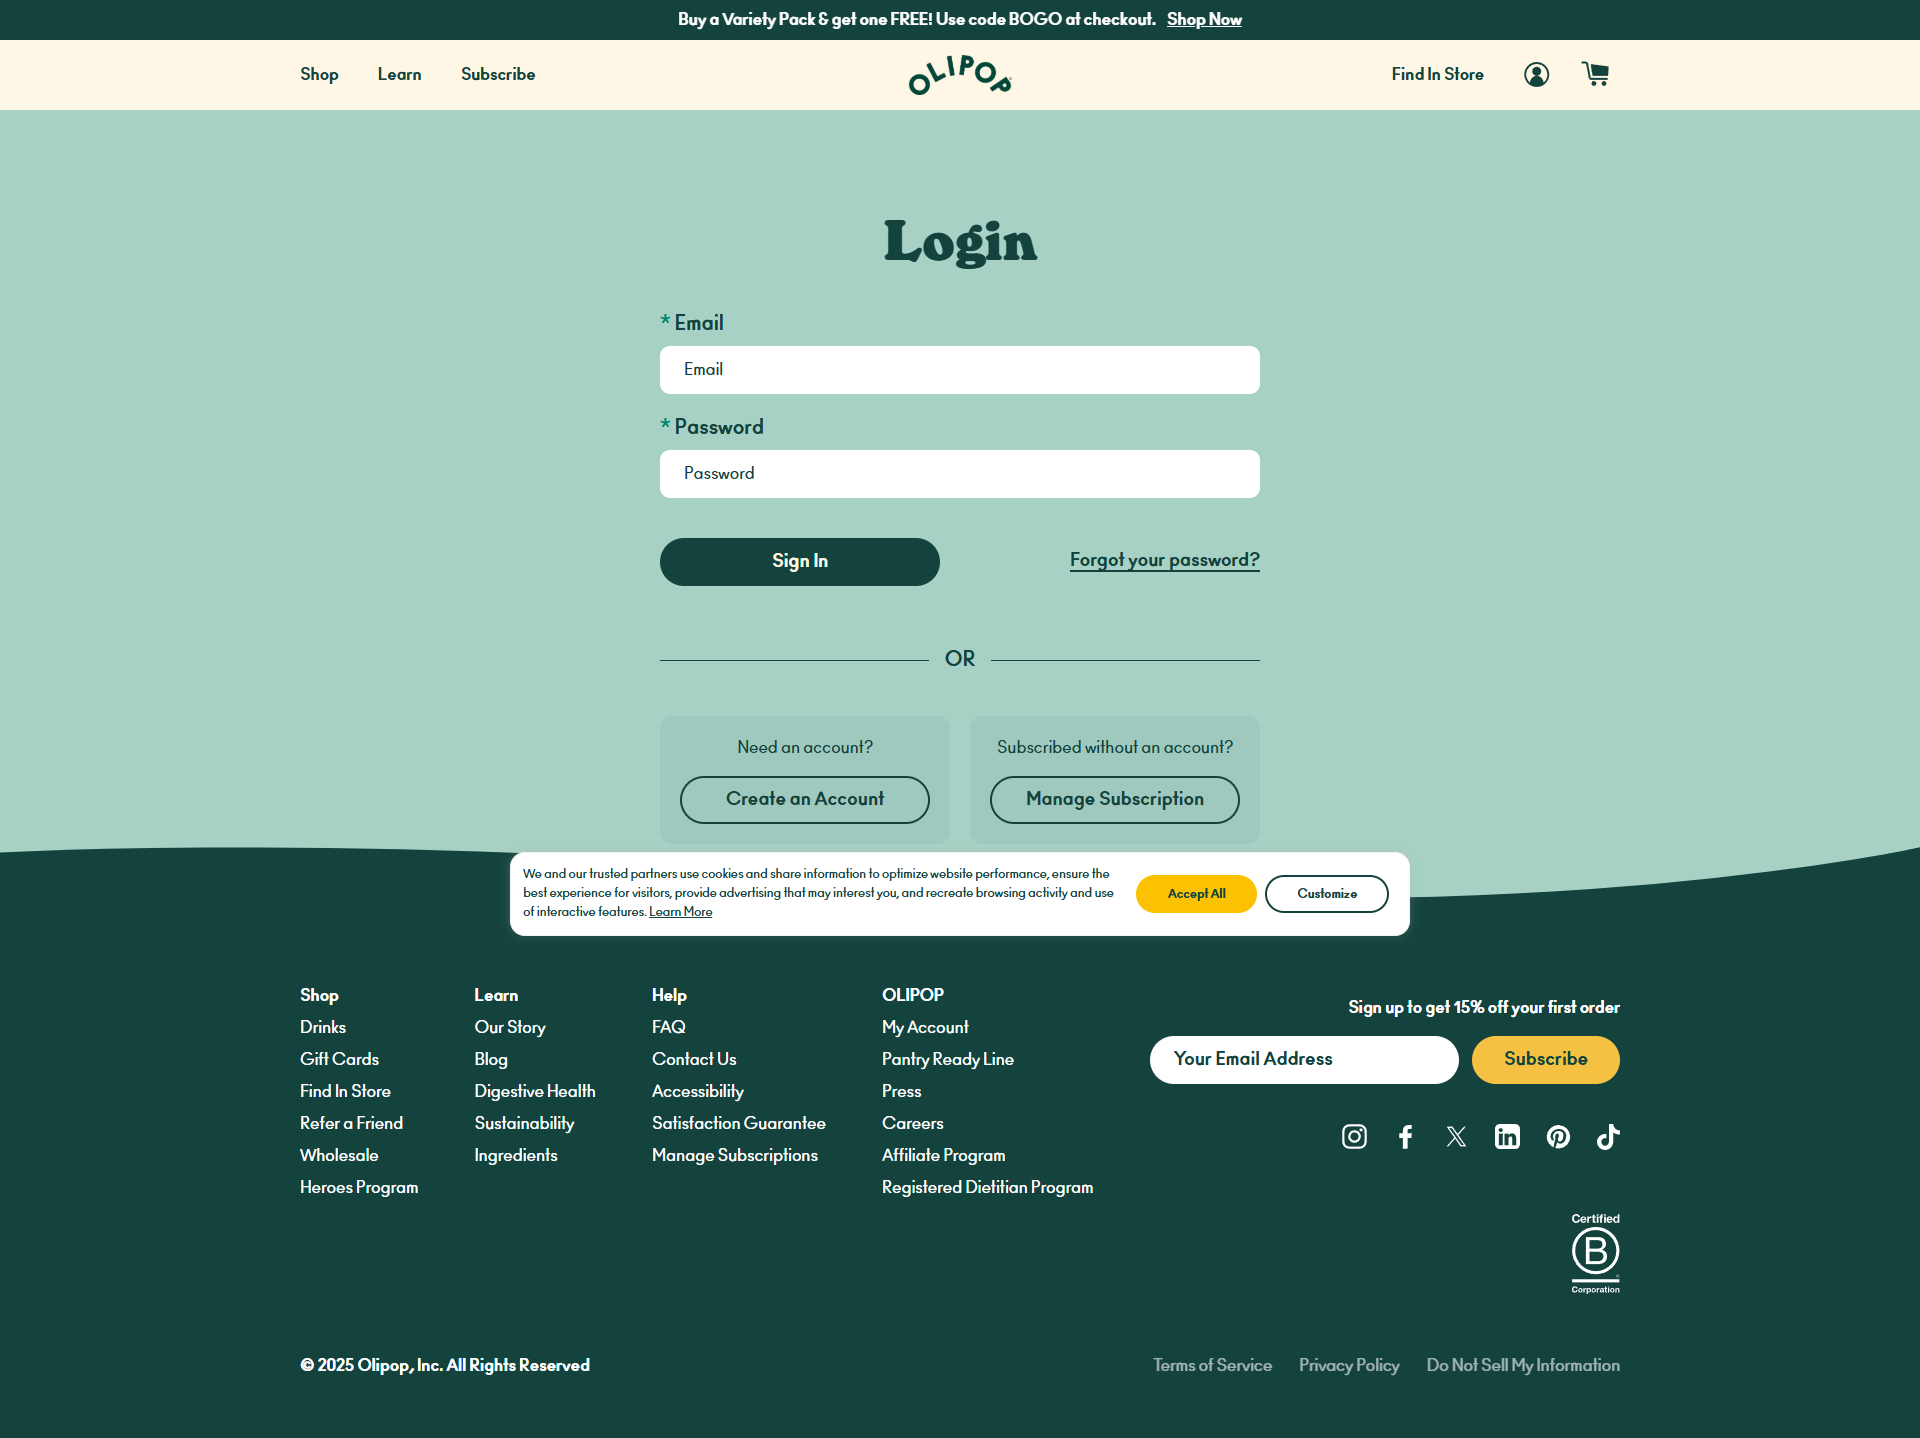 Buy a Variety Pack & get one FREE! Use code BOGO at checkout. Shop Now
Shop Learn Subscribe
OLIPOP
Find In Store
Login
* Email
Email
* Password
Password
Sign In
Forgot your password?
OR
Need an account?
Create an Account
Subscribed without an account?
Manage Subscription
We and our trusted partners use cookies and share information to optimize website performance, ensure the
best experience for visitors, provide advertising that may interest you, and recreate browsing activity and use
of interactive features. Learn More
Accept All
Customize
Shop
Drinks
Gift Cards
Find In Store
Refer a Friend
Wholesale
Heroes Program
Learn
Our Story
Blog
Digestive Health
Sustainability
Ingredients
Help
FAQ
Contact Us
Accessibility
Satisfaction Guarantee
Manage Subscriptions
OLIPOP
My Account
Pantry Ready Line
Press
Careers
Affiliate Program
Registered Dietitian Program
Sign up to get 15% off your first order
Your Email Address
Subscribe
Certified
B
Corporation
© 2025 Olipop, Inc. All Rights Reserved
Terms of Service Privacy Policy Do Not Sell My Information